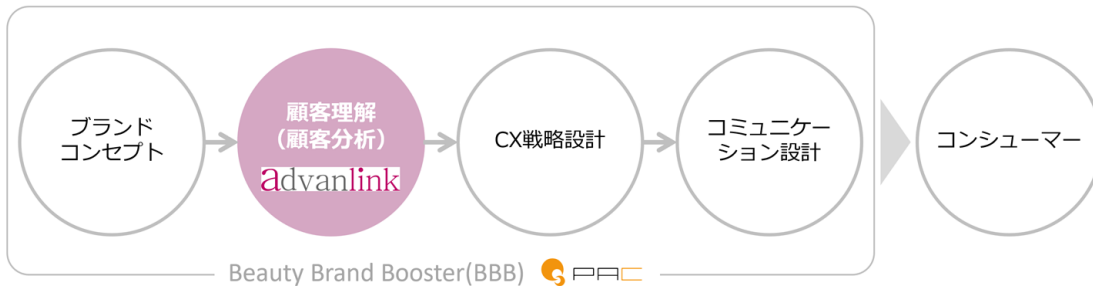 ブランド
コンセプト
顧客理解
(顧客分析)
advanlink
CX戦略設計
コミュニケー
ション設計
コンシューマー
Beauty Brand Booster(BBB) PAC